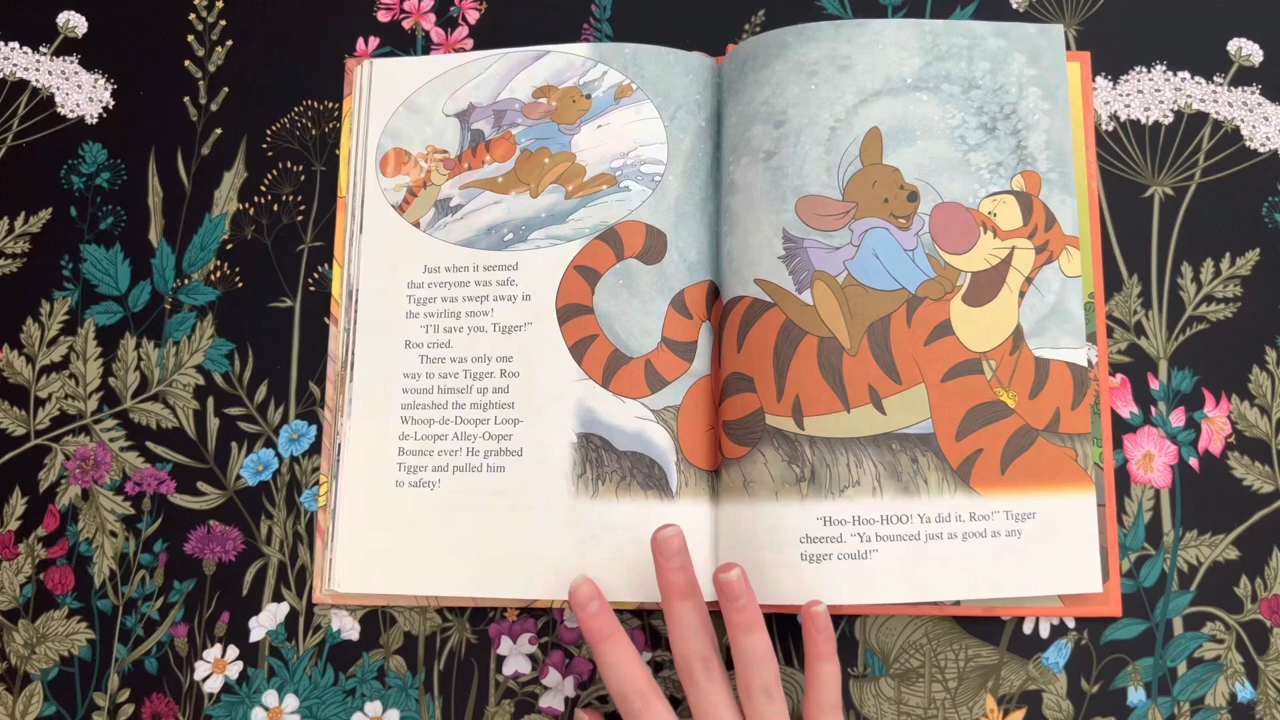 Just when it seemed
that everyone was safe,
Tigger was swept away in
the swirling snow!
“I’ll save you, Tigger!”
Roo cried.
There was only one
way to save Tigger. Roo
wound himself up and
unleashed the mightiest
Whoop-de-Dooper Loop-
de-Looper Alley-Ooper
Bounce ever! He grabbed
Tigger and pulled him
to safety!
“Hoo-Hoo-HOO! Ya did it, Roo!” Tigger
cheered. “Ya bounced just as good as any
tigger could!”